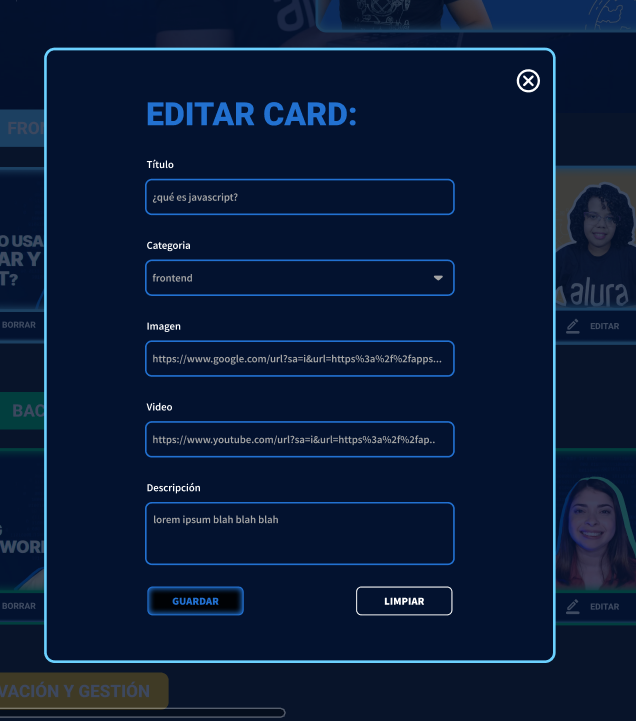 EDITAR CARD:
FRO
Título
¿qué es javascript?
O USA
AR Y
T?
Categoria
frontend
alura
BORRAR
Imagen
EDITAR
https://www.google.com/url?sa=i&url=https%3a%2f%2fapps...
Video
BAC
https://www.youtube.com/url?sa=i&url=https%3a%2f%2fap..
Descripción
lorem ipsum blah blah blah
WOR
GUARDAR
LIMPIAR
BORRAR
EDITAR
VACIÓN Y GESTIÓN